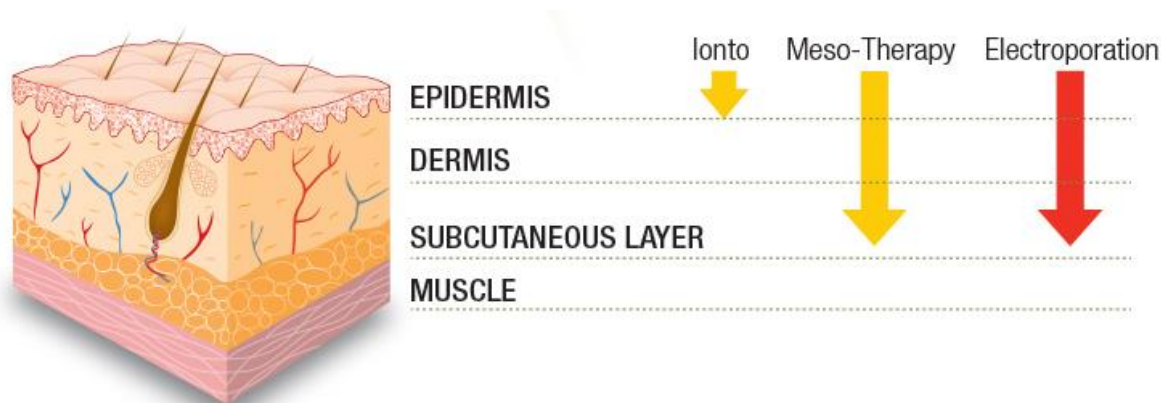 Ionto Meso-Therapy Electroporation
EPIDERMIS
DERMIS
SUBCUTANEOUS LAYER
MUSCLE